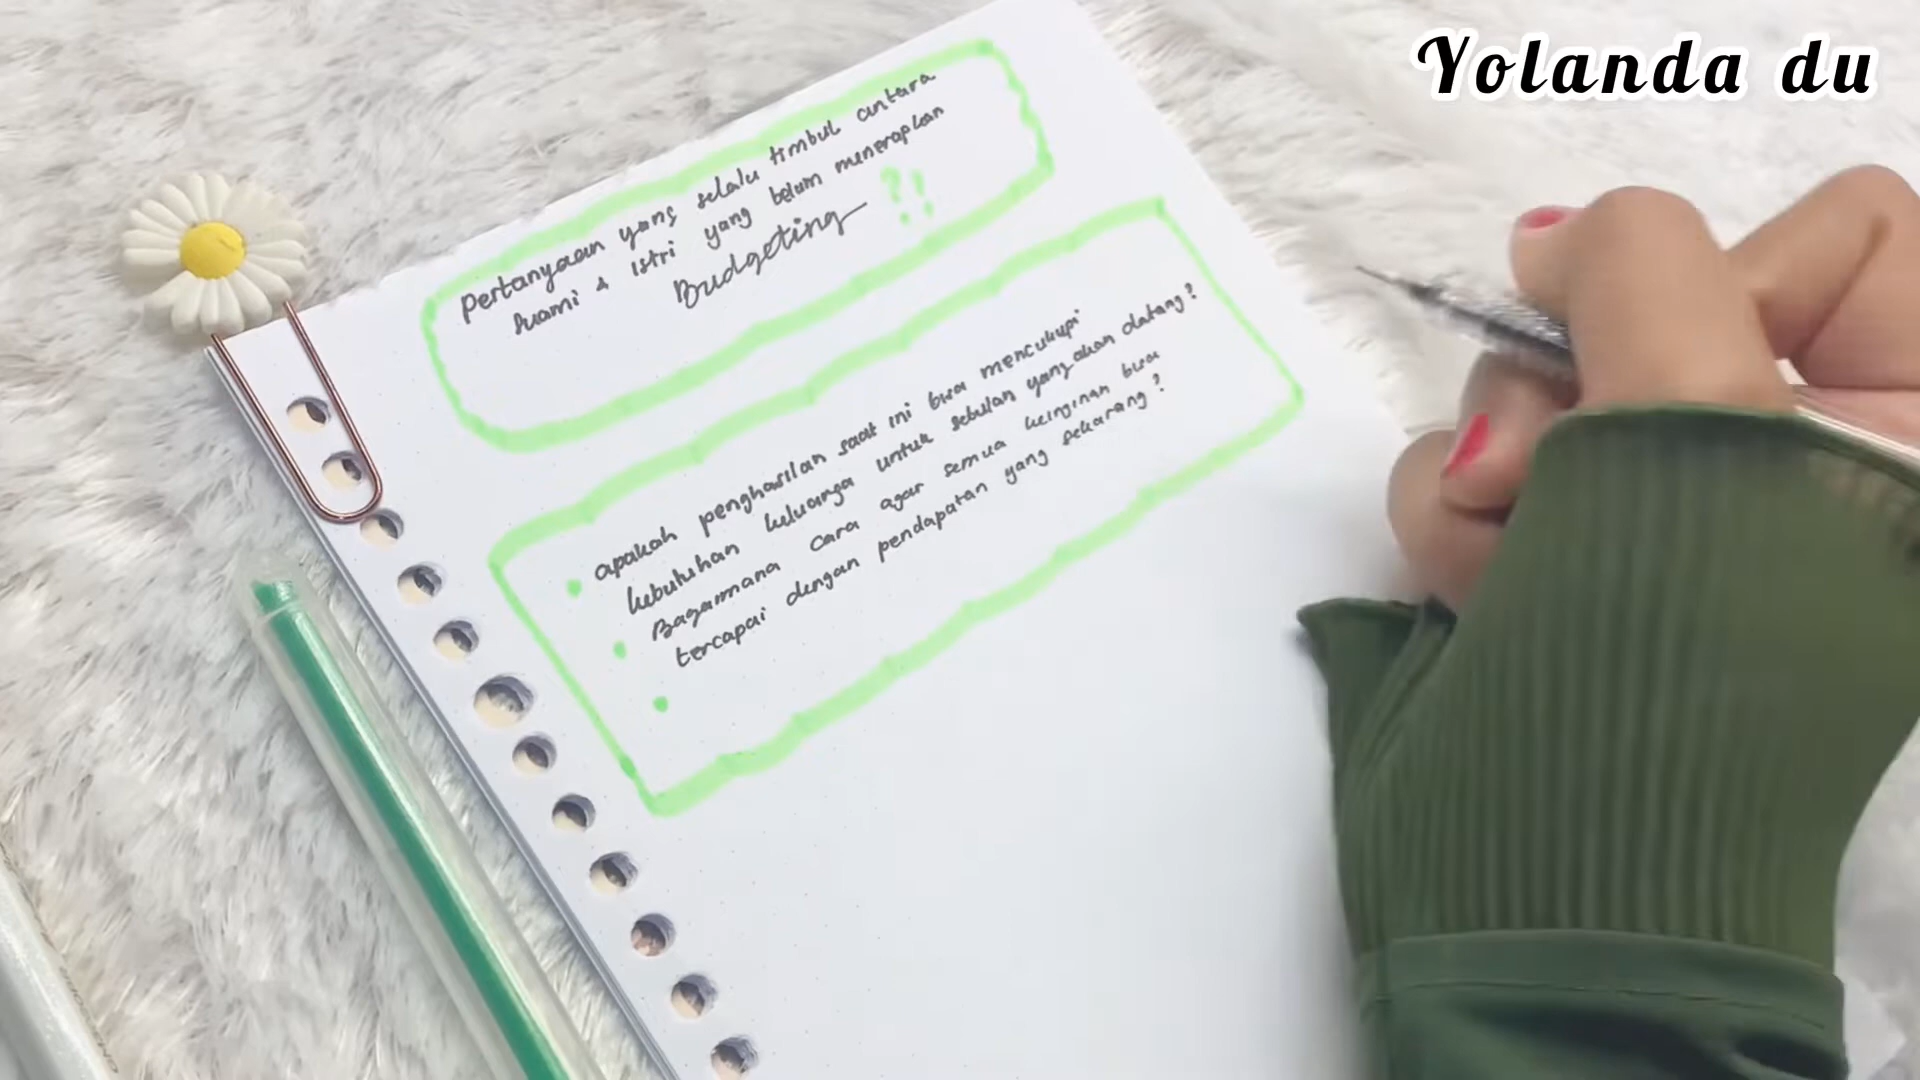 Yolanda du
Pertanyaan yang selalu timbul antara
suami & istri yang belum menerapkan
Budgeting ?!
• apakah penghasilan saat ini bisa mencukupi
kebutuhan keluarga untuk sebulan yang akan datang?
• Bagaimana cara agar semua keinginan bisa
tercapai dengan pendapatan yang sekarang?
•